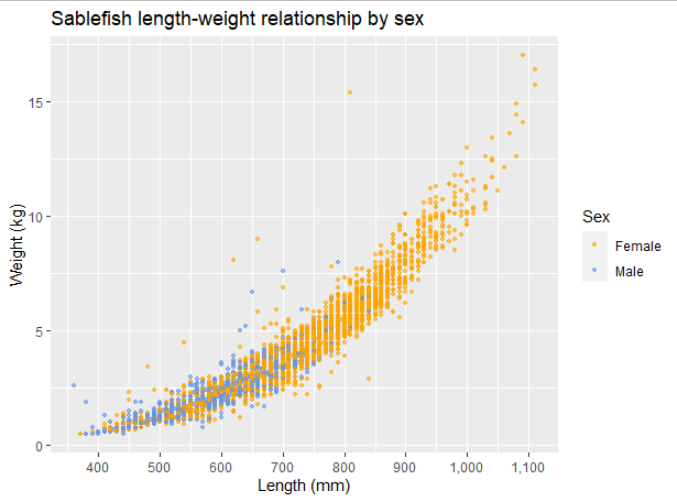 Sablefish length-weight relationship by sex
Weight (kg)
15
10
5
0
400 500 600 700 800 900 1,000 1,100
Length (mm)
Sex
Female
Male